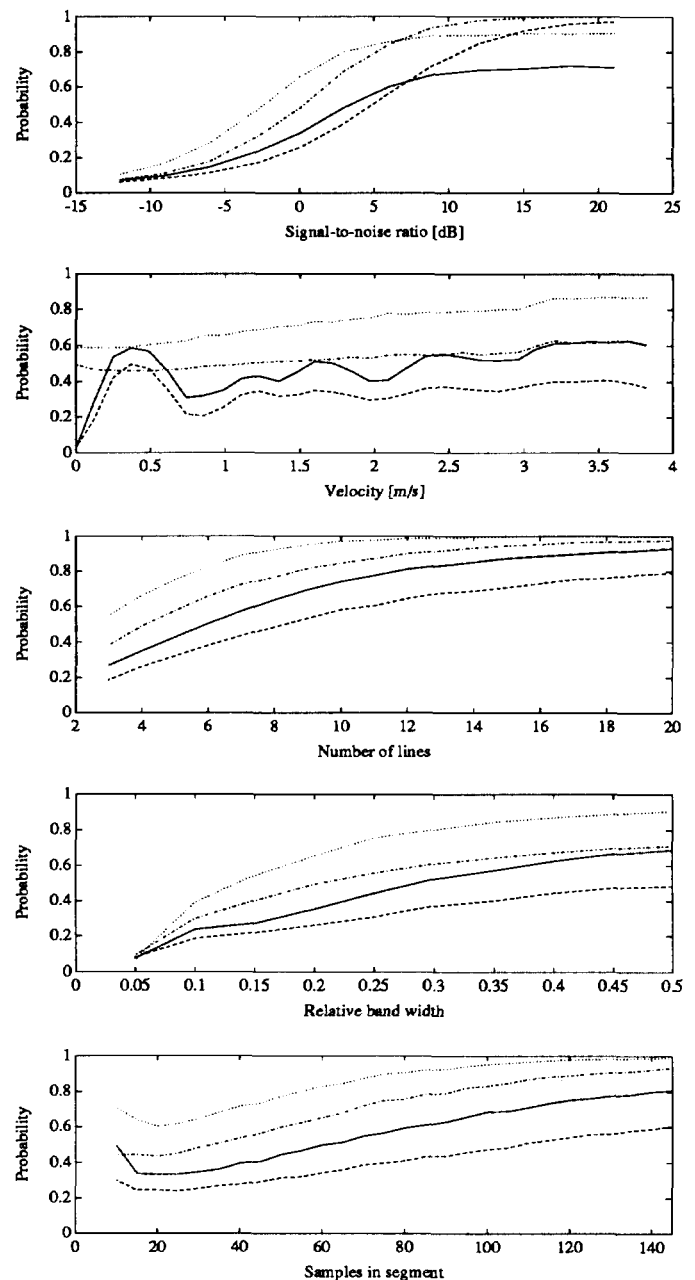 1
0.8
0.6
0.4
0.2
0
Probability
-15 -10 -5 0 5 10 15 20 25
Signal-to-noise ratio [dB]
1
0.8
0.6
0.4
0.2
0
Probability
0 0.5 1 1.5 2 2.5 3 3.5 4
Velocity [m/s]
1
0.8
0.6
0.4
0.2
0
Probability
2 4 6 8 10 12 14 16 18 20
Number of lines
1
0.8
0.6
0.4
0.2
0
Probability
0 0.05 0.1 0.15 0.2 0.25 0.3 0.35 0.4 0.45 0.5
Relative band width
1
0.8
0.6
0.4
0.2
0
Probability
0 20 40 60 80 100 120 140
Samples in segment